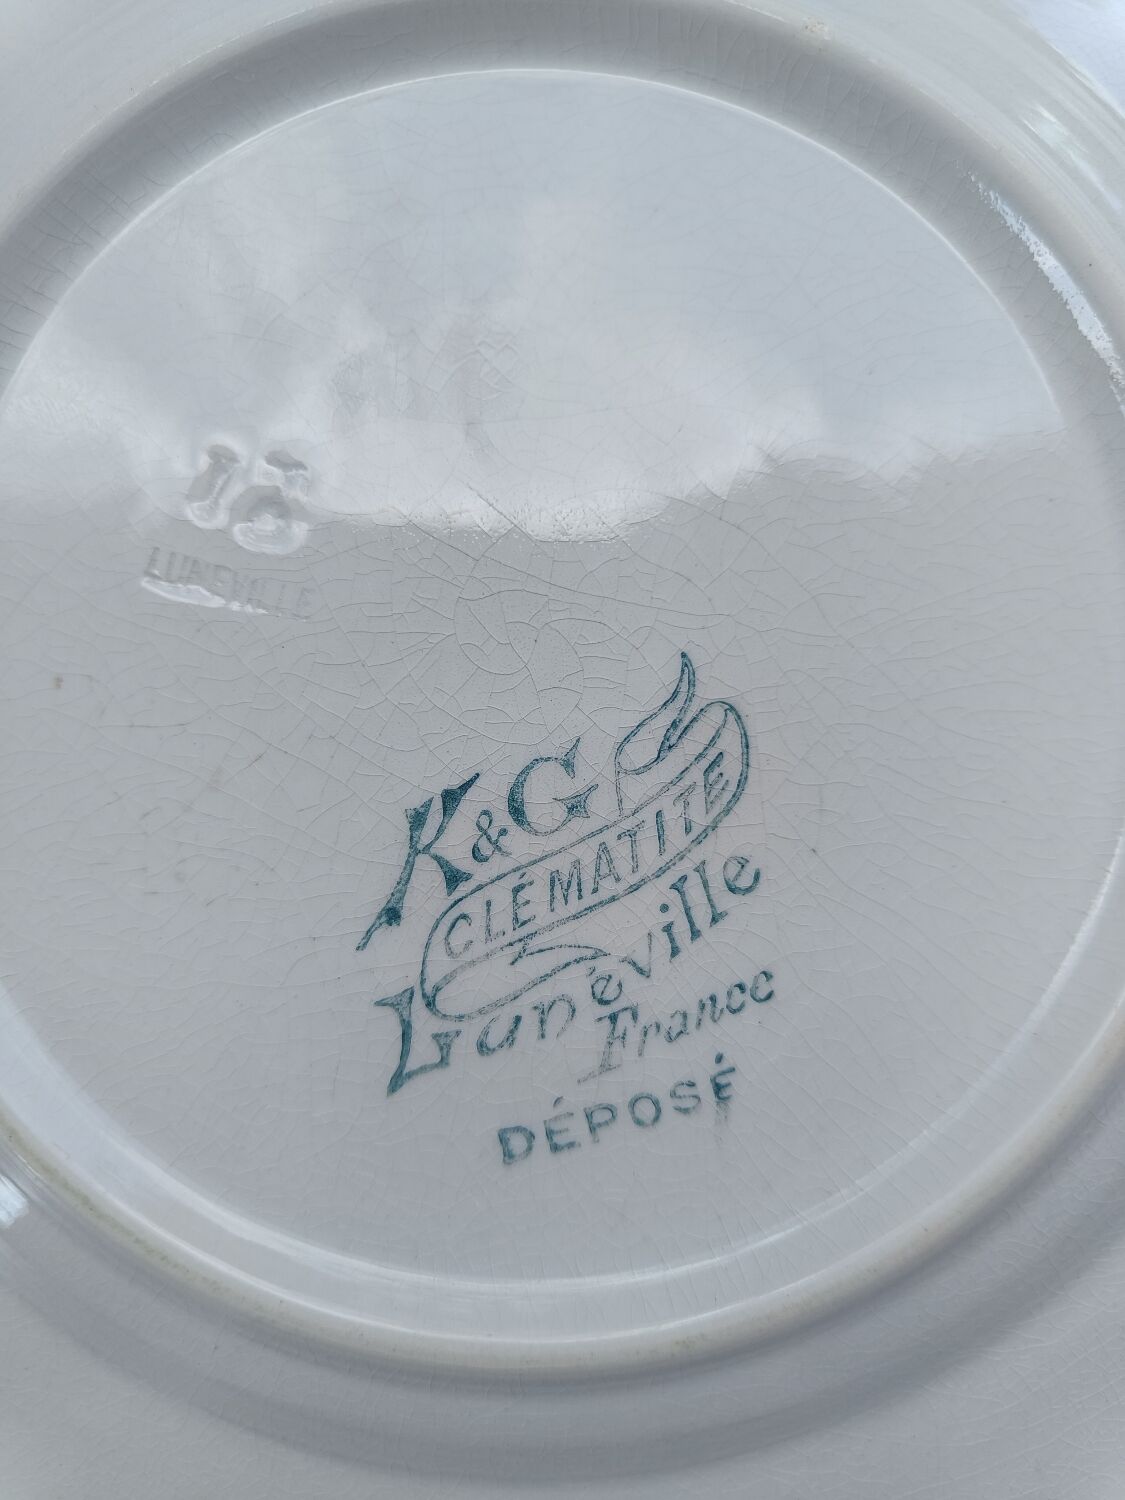 LUNEVILLE
K&G
CLÉMATITE
Lunéville
France
DÉPOSÉ